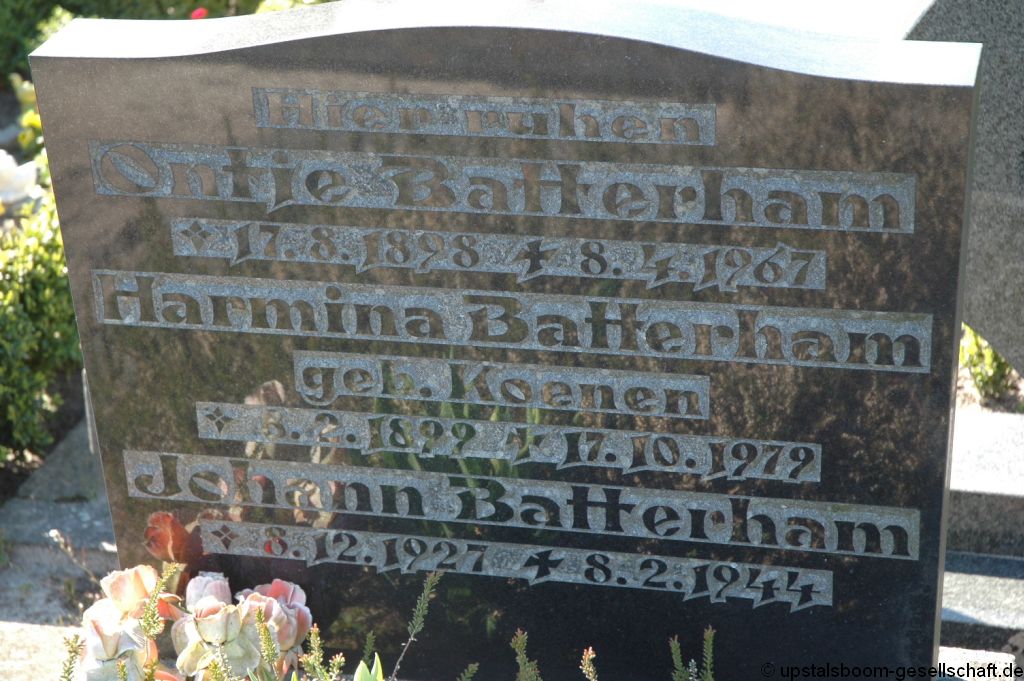 Hier ruhen
Ontje Batterham
✧ 17.8.1898 ✝ 8.4.1967
Harmina Batterham
geb. Koenen
✧ 5.2.1899 ✝ 17.10.1979
Johann Batterham
✧ 8.12.1927 ✝ 8.2.1944
© upstalsboom-gesellschaft.de